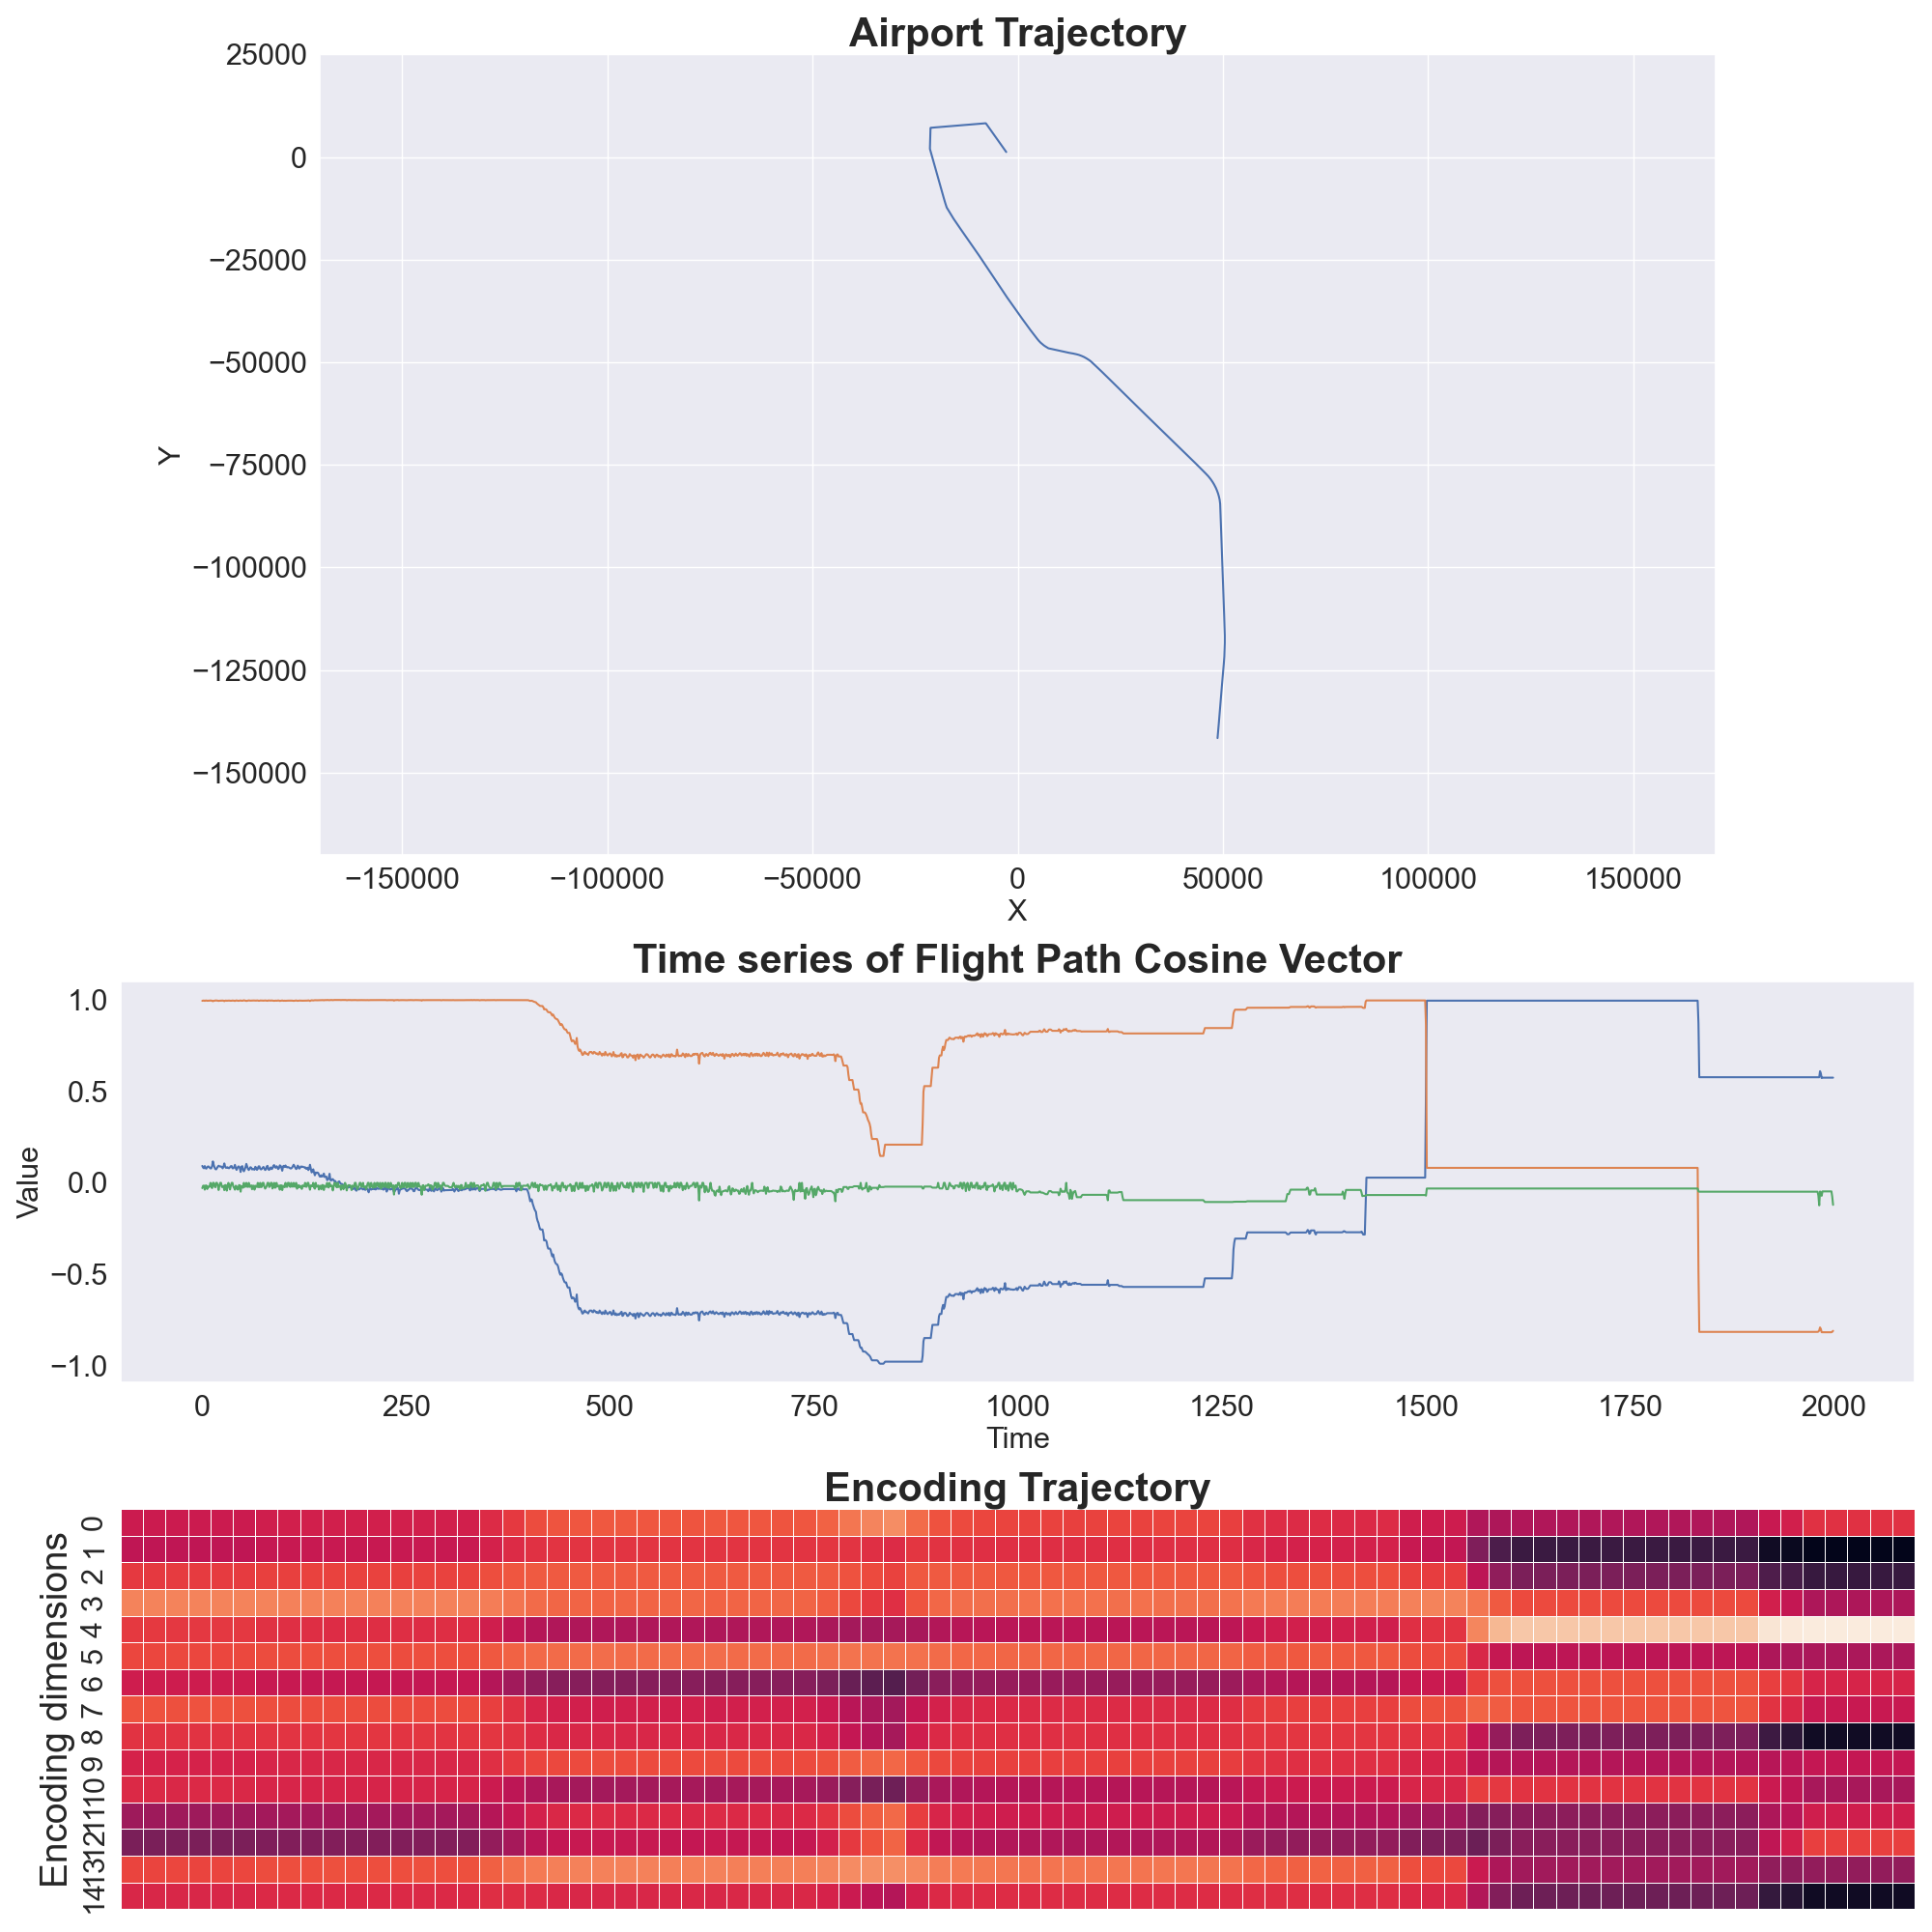 Airport Trajectory
25000
0
−25000
−50000
−75000
−100000
−125000
−150000
Y
−150000 −100000 −50000 0 50000 100000 150000
X
Time series of Flight Path Cosine Vector
1.0
0.5
0.0
−0.5
−1.0
Value
0 250 500 750 1000 1250 1500 1750 2000
Time
Encoding Trajectory
Encoding dimensions
0
1
2
3
4
5
6
7
8
9
10
11
12
13
14